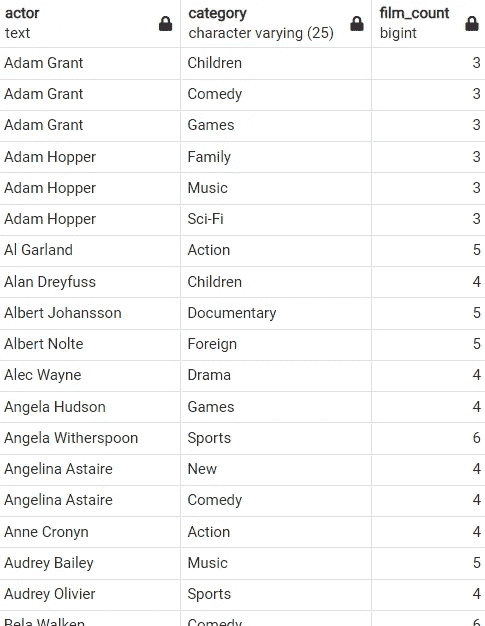 actor category film_count
text character varying (25) bigint
Adam Grant Children 3
Adam Grant Comedy 3
Adam Grant Games 3
Adam Hopper Family 3
Adam Hopper Music 3
Adam Hopper Sci-Fi 3
Al Garland Action 5
Alan Dreyfuss Children 4
Albert Johansson Documentary 5
Albert Nolte Foreign 5
Alec Wayne Drama 4
Angela Hudson Games 4
Angela Witherspoon Sports 6
Angelina Astaire New 4
Angelina Astaire Comedy 4
Anne Cronyn Action 4
Audrey Bailey Music 5
Audrey Olivier Sports 4
Bela Walken Comedy 6